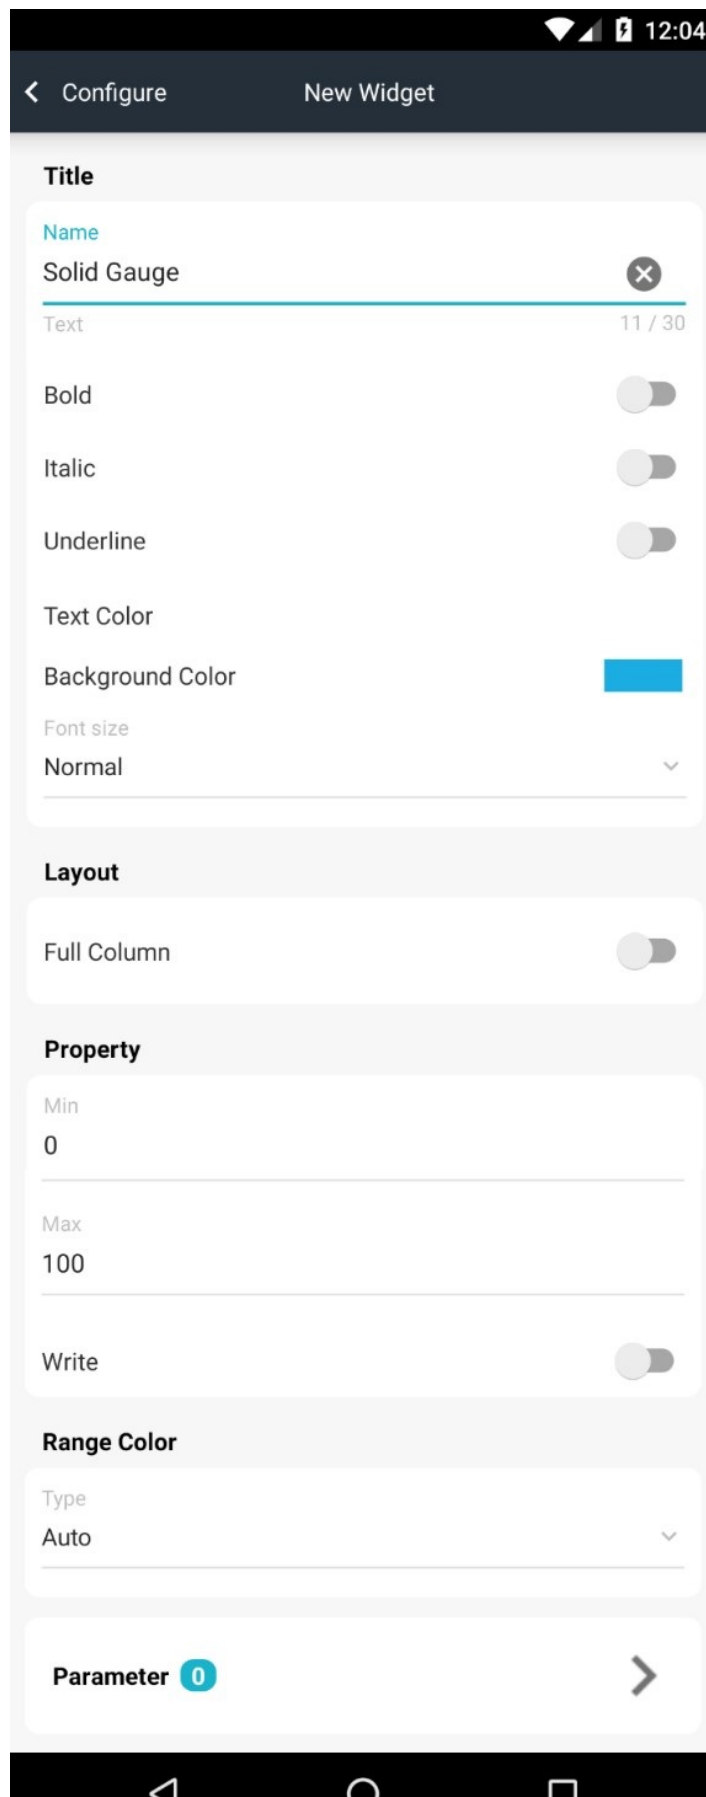 12:04
Configure New Widget
Title
Name
Solid Gauge
Text 11 / 30
Bold
Italic
Underline
Text Color
Background Color
Font size
Normal
Layout
Full Column
Property
Min
0
Max
100
Write
Range Color
Type
Auto
Parameter 0